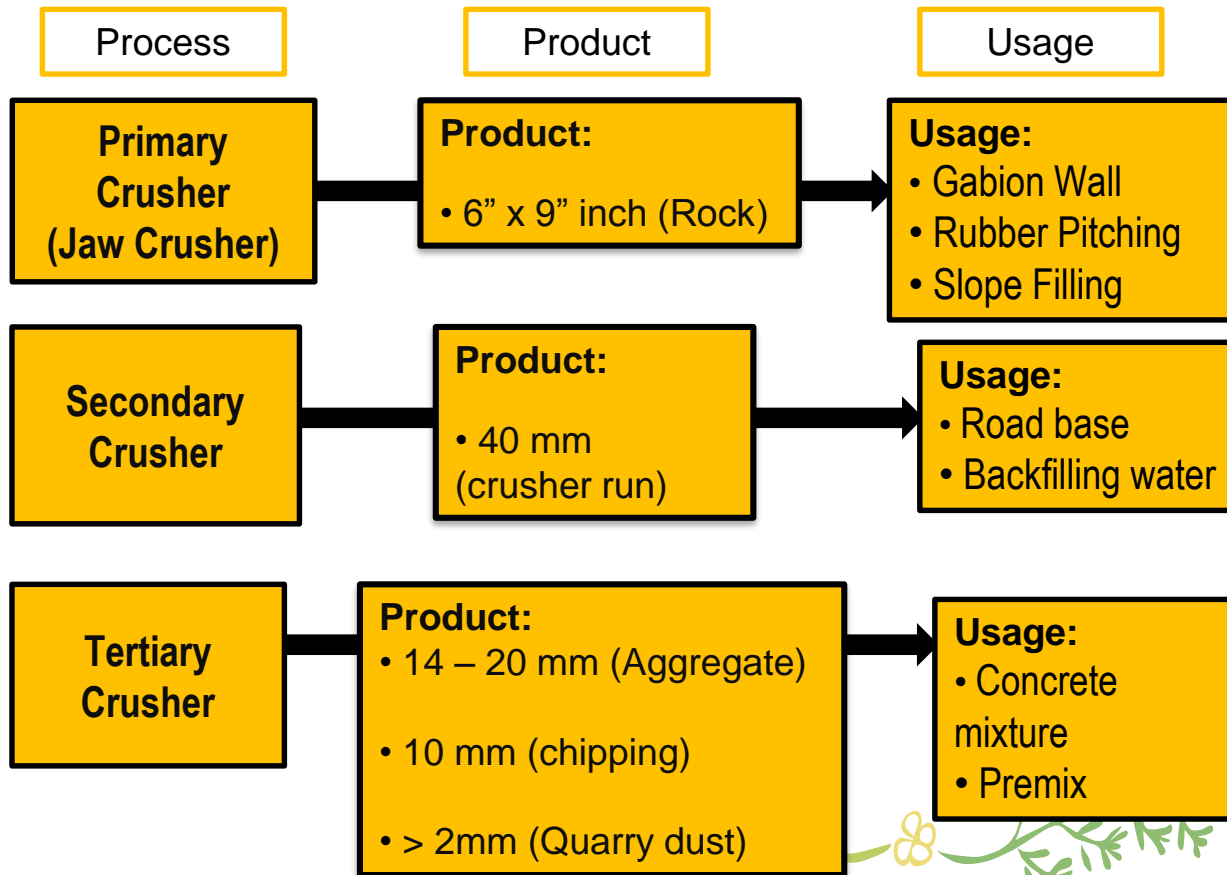 Process
Product
Usage
Primary
Crusher
(Jaw Crusher)
Product:
• 6” x 9” inch (Rock)
Usage:
• Gabion Wall
• Rubber Pitching
• Slope Filling
Secondary
Crusher
Product:
• 40 mm
(crusher run)
Usage:
• Road base
• Backfilling water
Tertiary
Crusher
Product:
• 14 – 20 mm (Aggregate)
• 10 mm (chipping)
• > 2mm (Quarry dust)
Usage:
• Concrete
mixture
• Premix